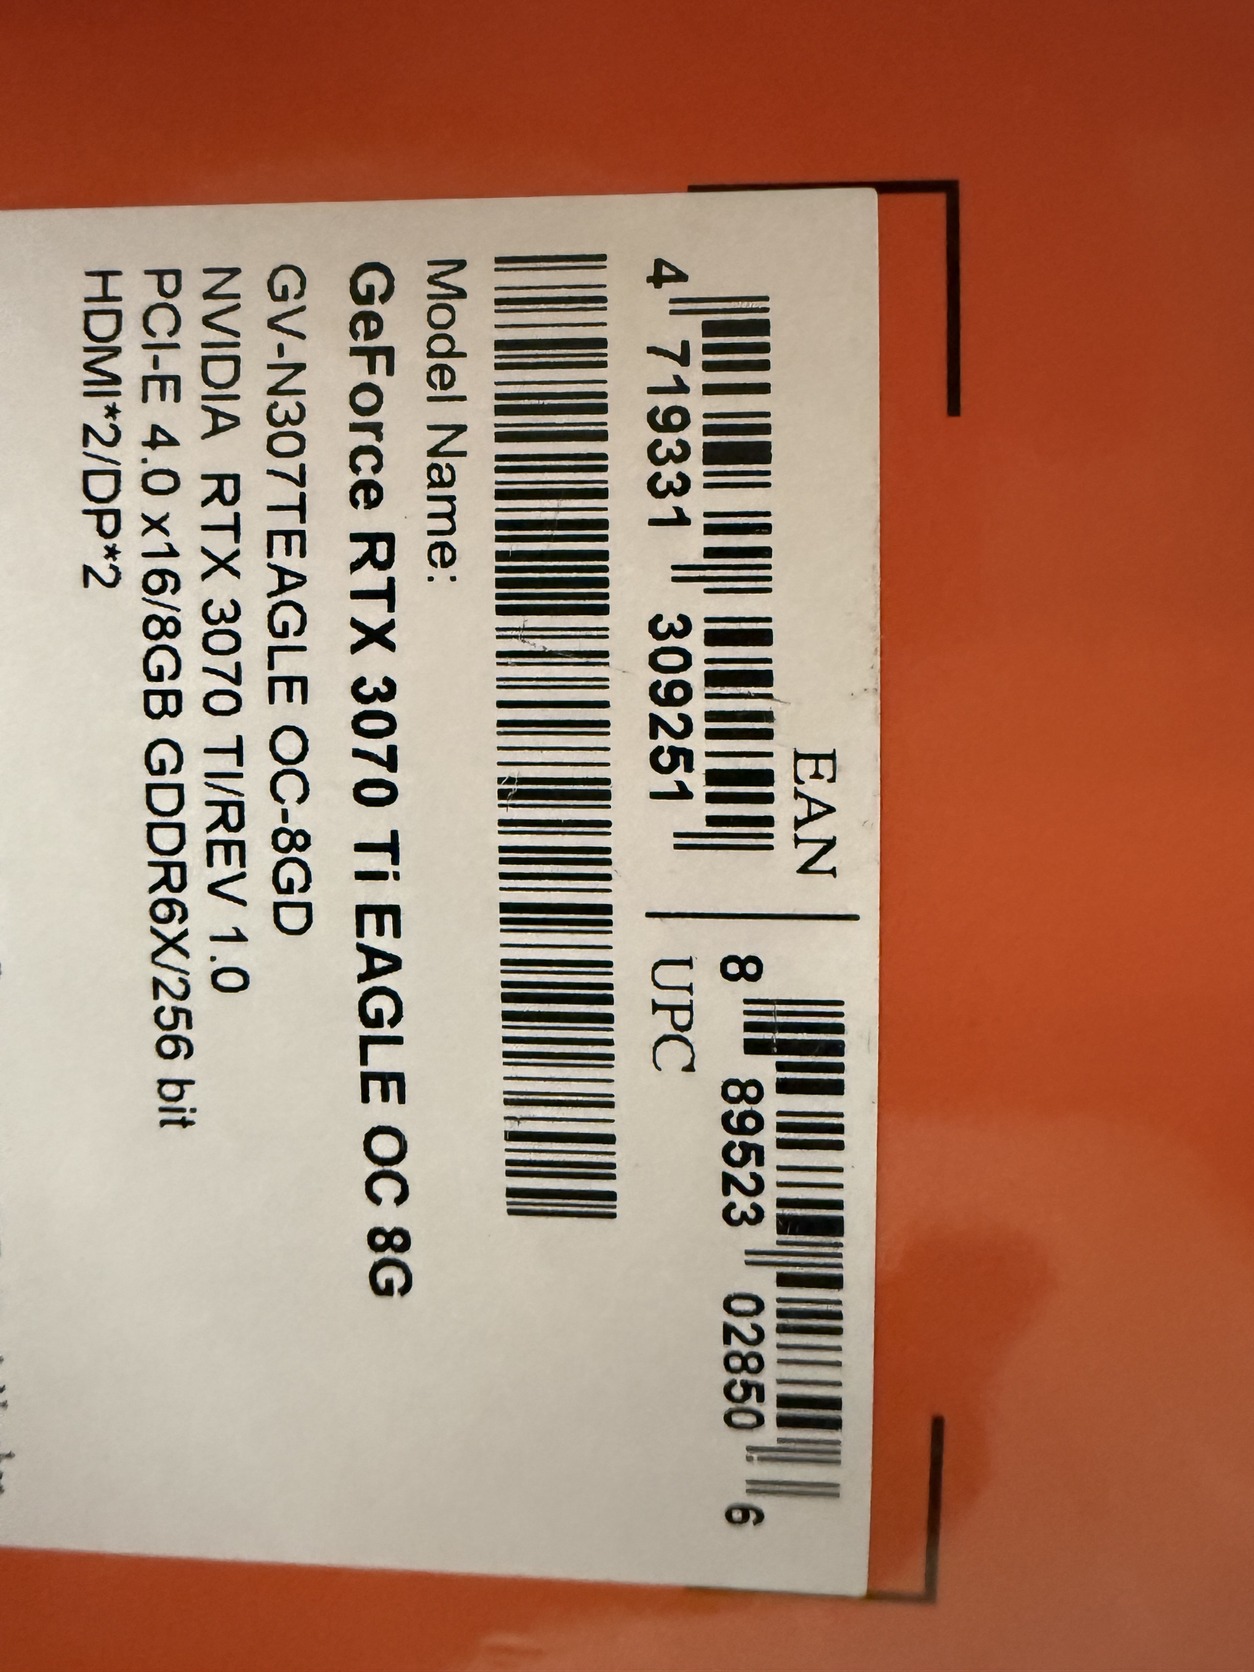 EAN
4 719331 309251
8 89523 02850 6
UPC
Model Name:
GeForce RTX 3070 Ti EAGLE OC 8G
GV-N307TEAGLE OC-8GD
NVIDIA RTX 3070 TI/REV 1.0
PCI-E 4.0 x16/8GB GDDR6X/256 bit
HDMI*2/DP*2